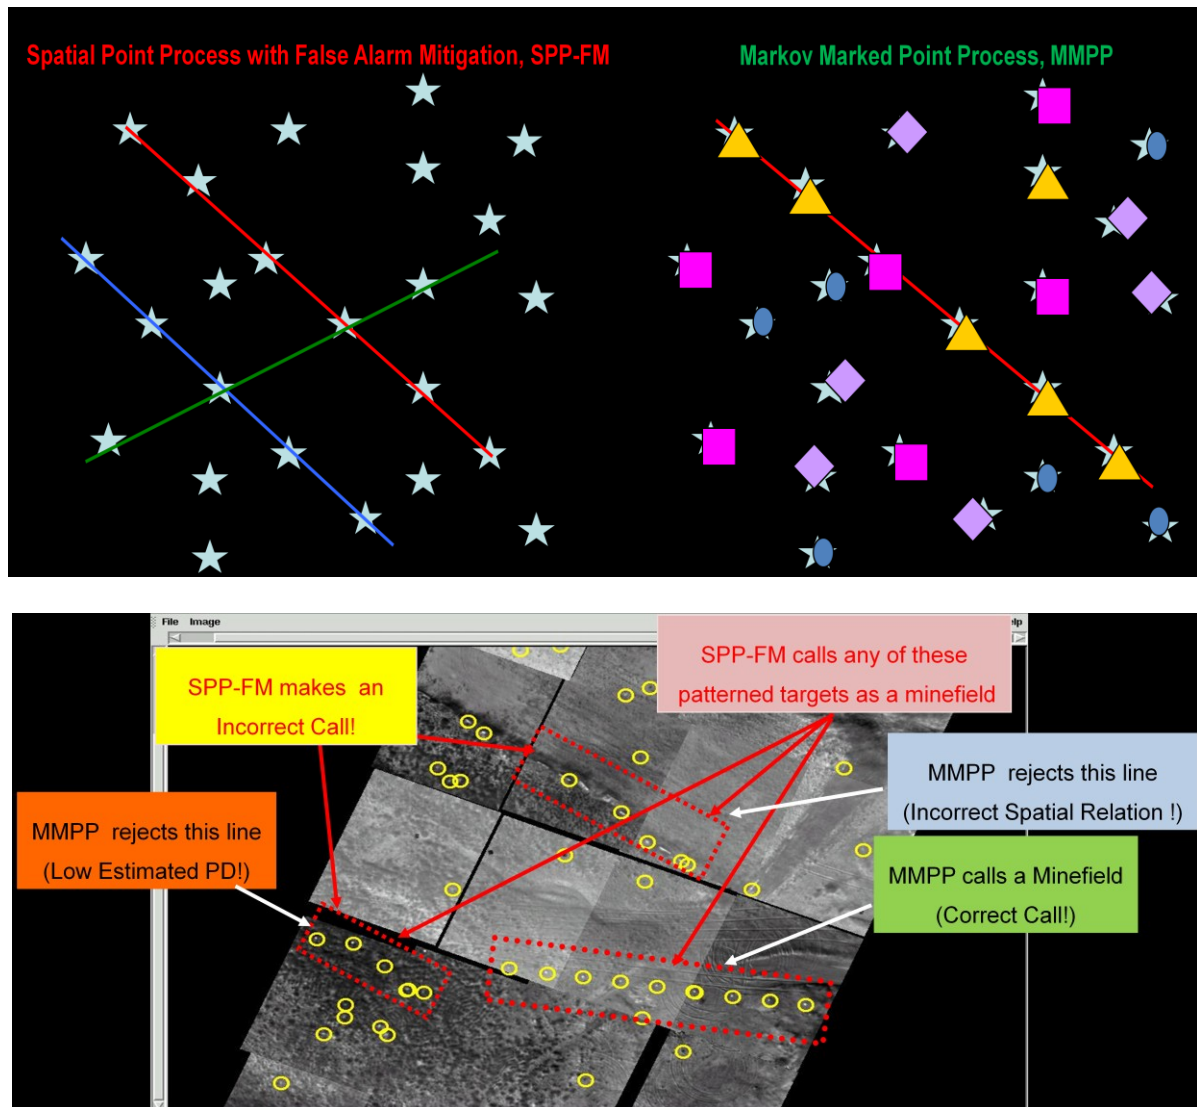 Spatial Point Process with False Alarm Mitigation, SPP-FM
Markov Marked Point Process, MMPP
File Image
elp
SPP-FM makes an
Incorrect Call!
SPP-FM calls any of these
patterned targets as a minefield
MMPP rejects this line
(Incorrect Spatial Relation !)
MMPP rejects this line
(Low Estimated PD!)
MMPP calls a Minefield
(Correct Call!)